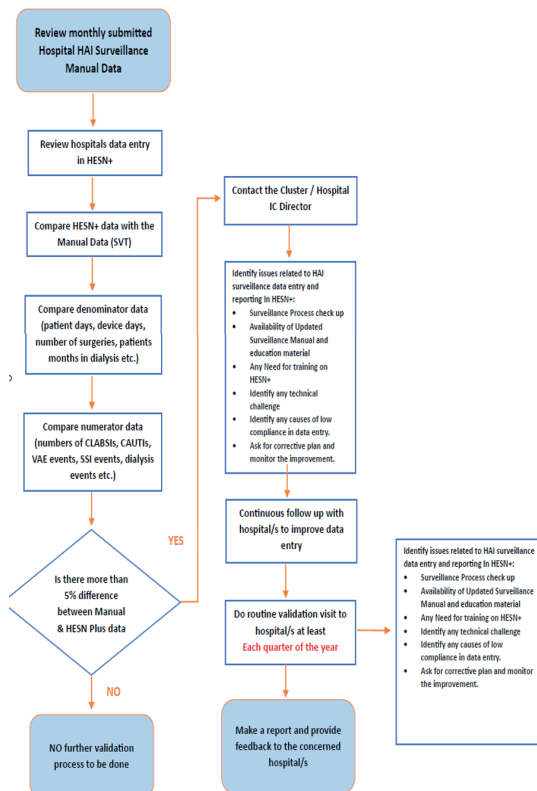 Review monthly submitted
Hospital HAI Surveillance
Manual Data
Review hospitals data entry
in HESN+
Compare HESN+ data with the
Manual Data (SVT)
Compare denominator data
(patient days, device days,
number of surgeries, patients
months in dialysis etc.)
Compare numerator data
(numbers of CLABSIs, CAUTIs,
VAE events, SSI events, dialysis
events etc.)
Is there more than
5% difference
between Manual
& HESN Plus data
YES
NO
NO further validation
process to be done
Contact the Cluster / Hospital
IC Director
Identify issues related to HAI
surveillance data entry and
reporting In HESN+:
• Surveillance Process check up
• Availability of Updated
Surveillance Manual and
education material
• Any Need for training on
HESN+
• Identify any technical
challenge
• Identify any causes of low
compliance in data entry.
• Ask for corrective plan and
monitor the improvement.
Continuous follow up with
hospital/s to improve data
entry
Do routine validation visit to
hospital/s at least
Each quarter of the year
Make a report and provide
feedback to the concerned
hospital/s
Identify issues related to HAI surveillance
data entry and reporting In HESN+:
• Surveillance Process check up
• Availability of Updated Surveillance
Manual and education material
• Any Need for training on HESN+
• Identify any technical challenge
• Identify any causes of low
compliance in data entry.
• Ask for corrective plan and monitor
the improvement.